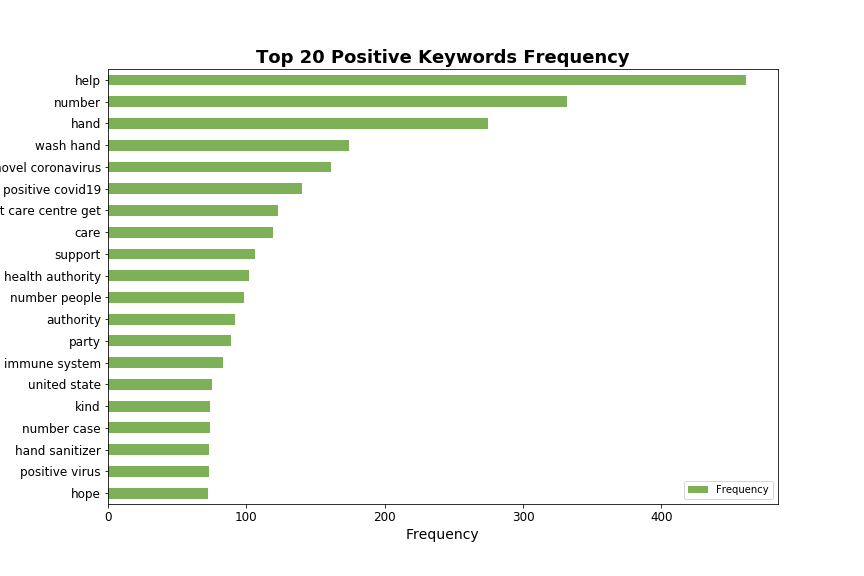 Top 20 Positive Keywords Frequency
help
number
hand
wash hand
novel coronavirus
positive covid19
t care centre get
care
support
health authority
number people
authority
party
immune system
united state
kind
number case
hand sanitizer
positive virus
hope
Frequency
0 100 200 300 400
Frequency